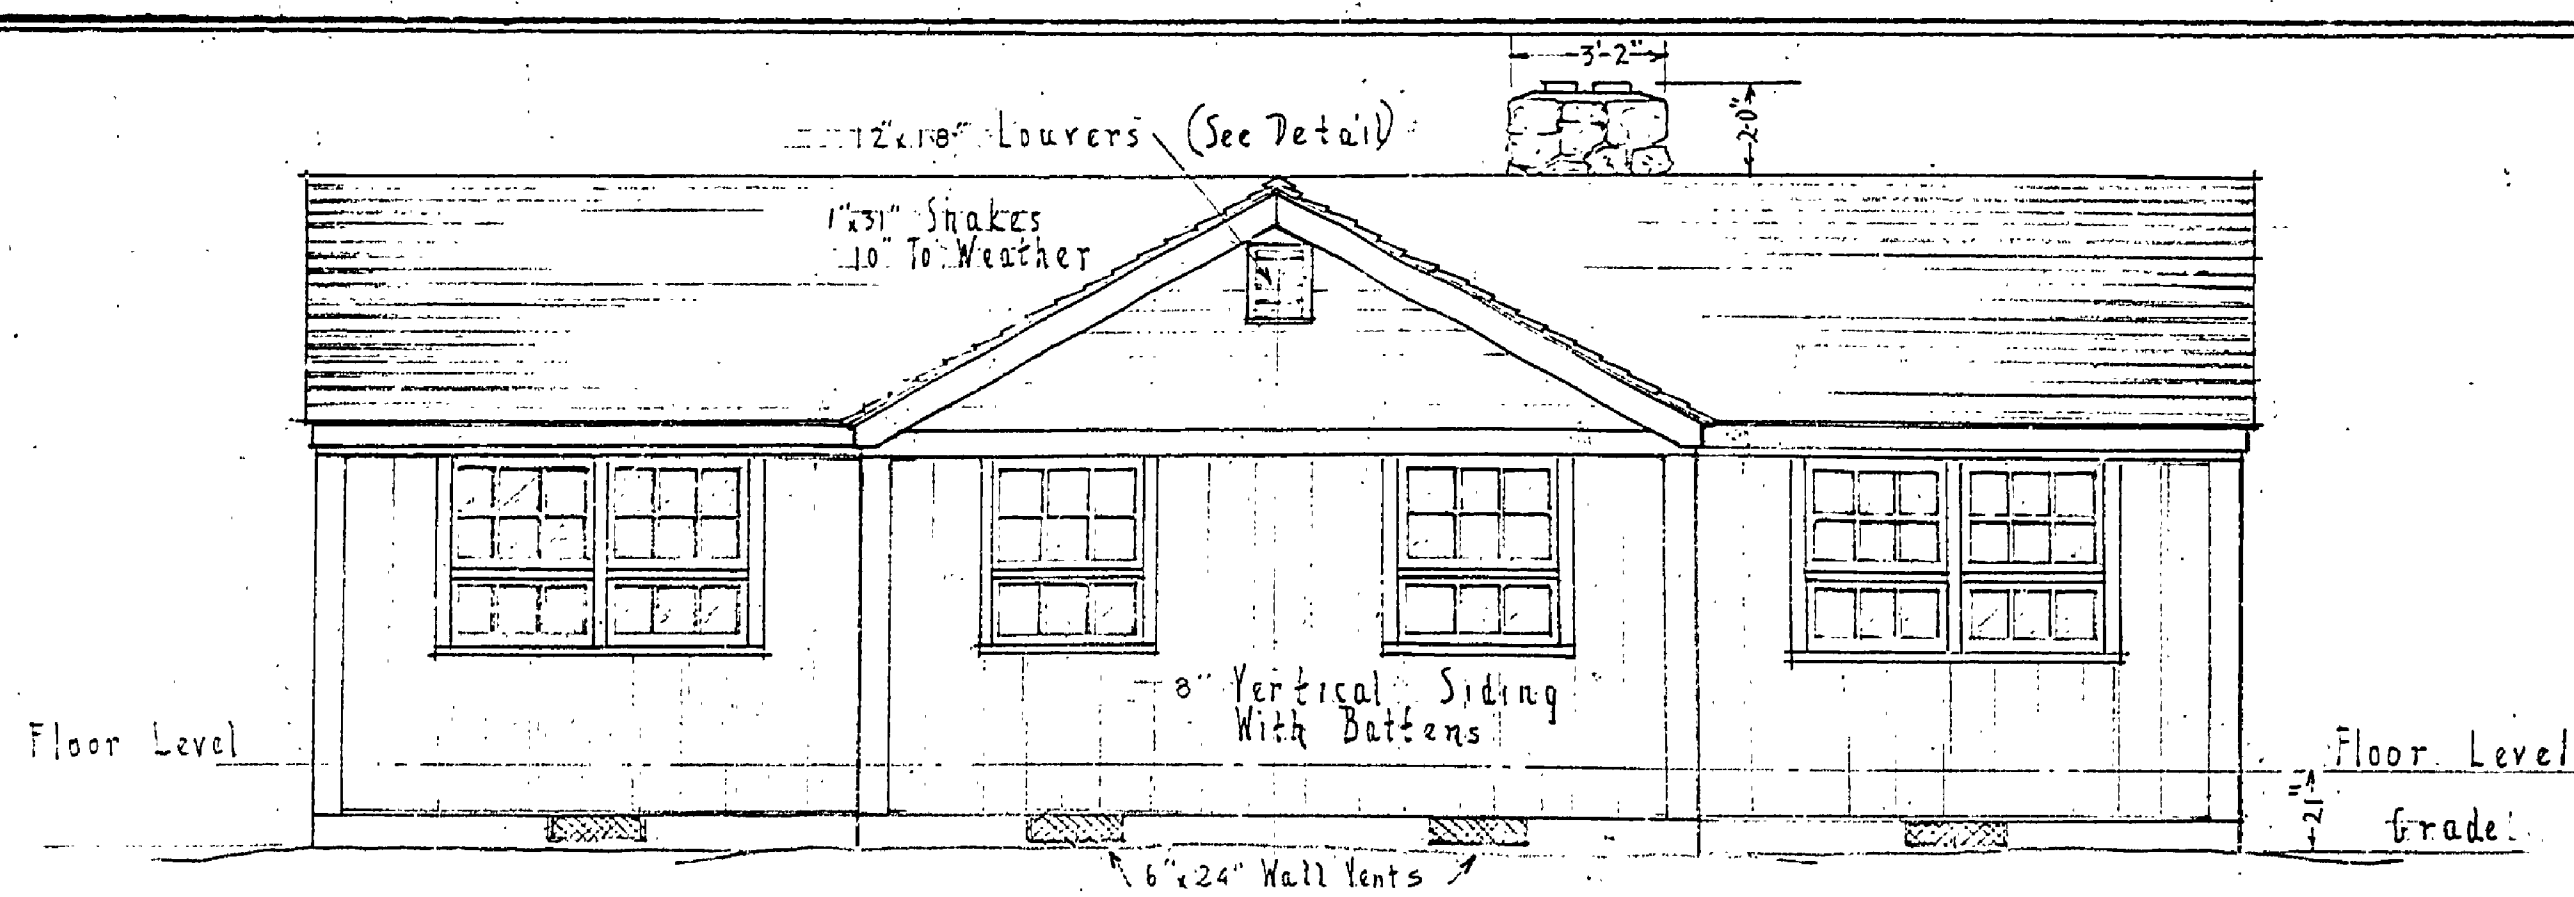 3'-2"
2'-0"
12"x18" Louvers (See Detail)
1"x31" Shakes
10" To Weather
8" Vertical Siding
With Battens
Floor Level
Floor Level
21"
Grade
6"x24" Wall Vents